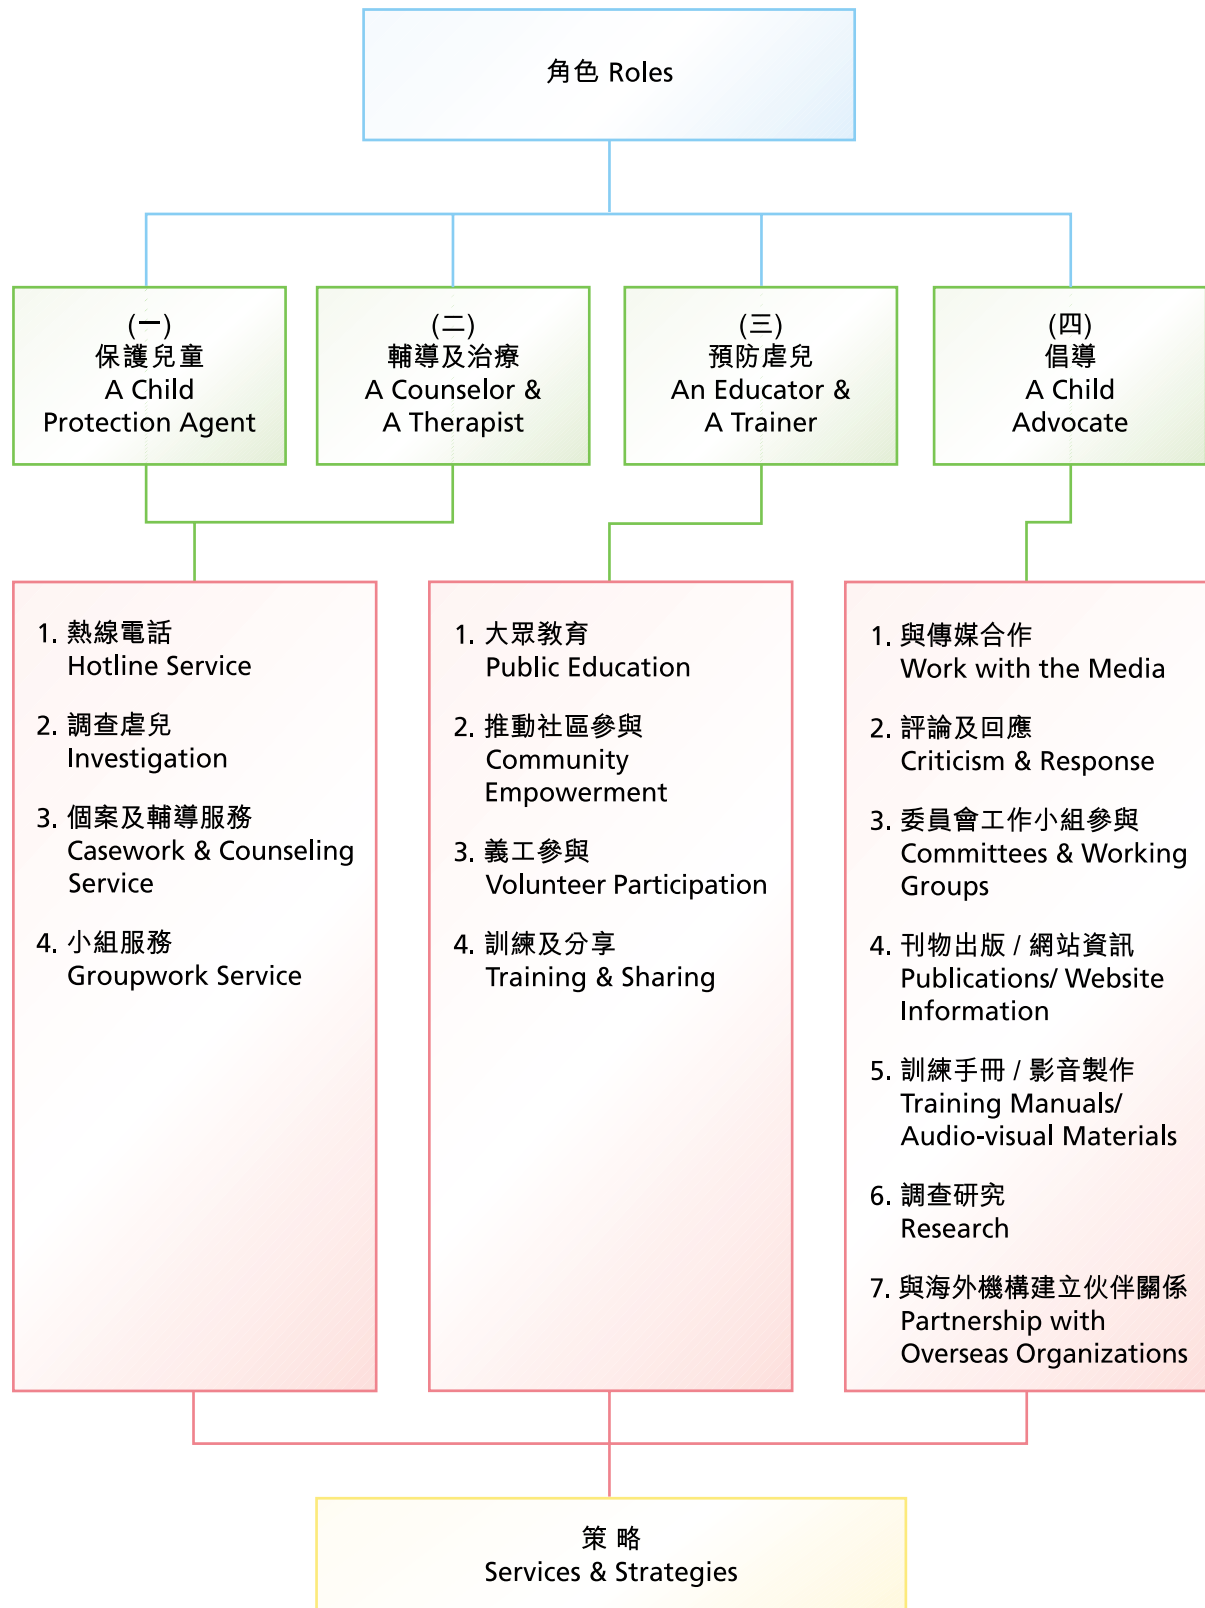 角色 Roles
(一)
保護兒童
A Child
Protection Agent
(二)
輔導及治療
A Counselor &
A Therapist
(三)
預防虐兒
An Educator &
A Trainer
(四)
倡導
A Child
Advocate
1. 熱線電話
Hotline Service
2. 調查虐兒
Investigation
3. 個案及輔導服務
Casework & Counseling
Service
4. 小組服務
Groupwork Service
1. 大眾教育
Public Education
2. 推動社區參與
Community
Empowerment
3. 義工參與
Volunteer Participation
4. 訓練及分享
Training & Sharing
1. 與傳媒合作
Work with the Media
2. 評論及回應
Criticism & Response
3. 委員會工作小組參與
Committees & Working
Groups
4. 刊物出版 / 網站資訊
Publications/ Website
Information
5. 訓練手冊 / 影音製作
Training Manuals/
Audio-visual Materials
6. 調查研究
Research
7. 與海外機構建立伙伴關係
Partnership with
Overseas Organizations
策 略
Services & Strategies